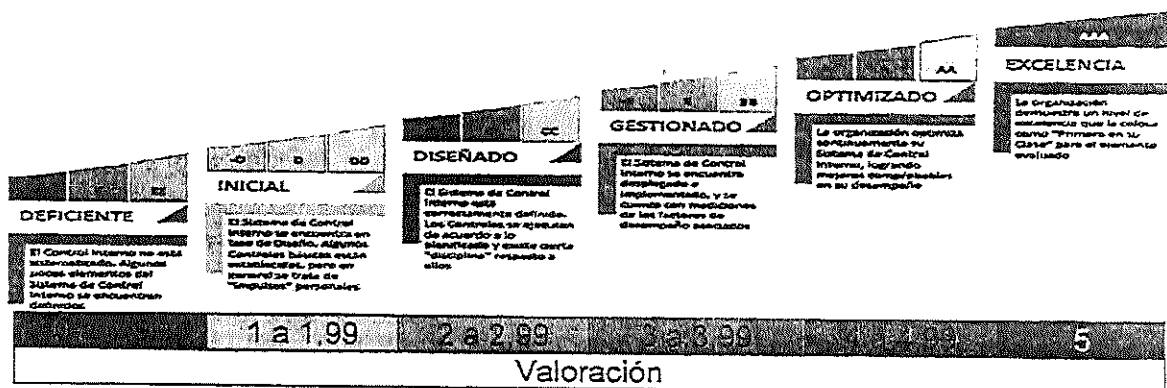 EE
DEFICIENTE
El Control Interno no está
sistematizado. Algunos
pocos elementos del
Sistema de Control
Interno se encuentran
definidos
-D
D
DD
INICIAL
El Sistema de Control
Interno se encuentra en
fase de Diseño. Algunos
Controles básicos están
establecidos, pero en
general se trata de
"impulsos" personales
CC
DISEÑADO
El Sistema de Control
Interno está
correctamente definido.
Los Controles se ejecutan
de acuerdo a lo
planificado y existe cierta
"disciplina" respecto a
ellos
BB
GESTIONADO
El Sistema de Control
Interno se encuentra
desplegado e
implementado, y se
cuenta con mediciones
de los factores de
desempeño asociados
AA
OPTIMIZADO
La organización optimiza
continuamente su
Sistema de Control
Interno, logrando
mejoras comprobables
en su desempeño
AAA
EXCELENCIA
La organización
demuestra un nivel de
excelencia que la coloca
como "Primero en su
Clase" para el elemento
evaluado
1 a 1,99
2 a 2,99
3 a 3,99
5
Valoración